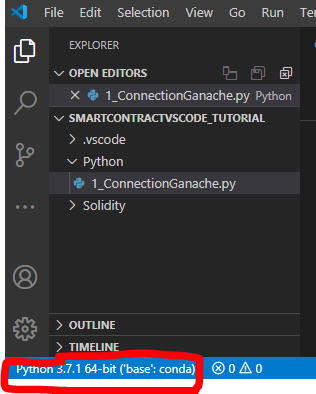 File Edit Selection View Go Run
EXPLORER
OPEN EDITORS
1_ConnectionGanache.py Python
SMARTCONTRACTVSCODE_TUTORIAL
.vscode
Python
1_ConnectionGanache.py
Solidity
OUTLINE
TIMELINE
Python 3.7.1 64-bit ('base': conda) 0 0